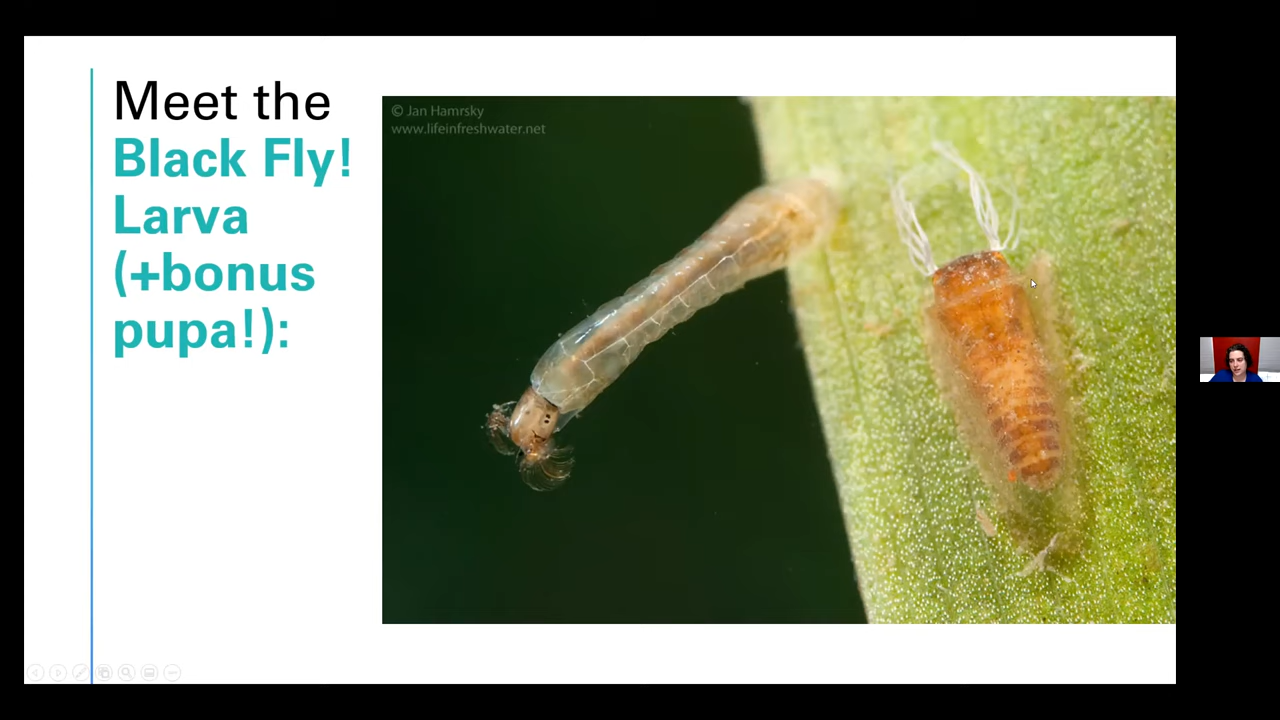 Meet the
Black Fly!
Larva
(+bonus
pupa!):
© Jan Hamrsky
www.lifeinfreshwater.net